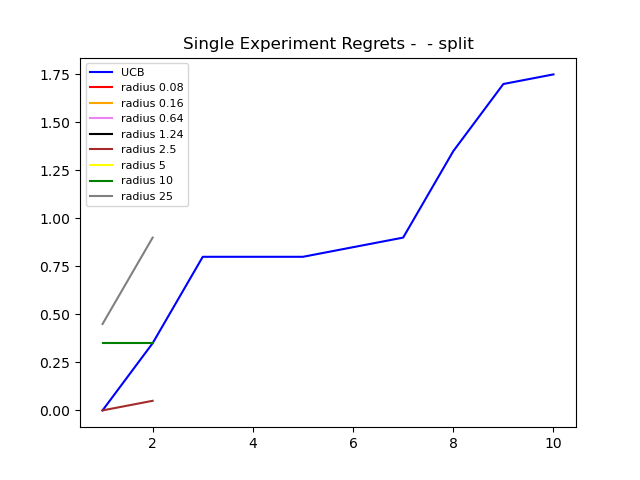 Single Experiment Regrets -  - split
UCB
radius 0.08
radius 0.16
radius 0.64
radius 1.24
radius 2.5
radius 5
radius 10
radius 25
1.75
1.50
1.25
1.00
0.75
0.50
0.25
0.00
2 4 6 8 10